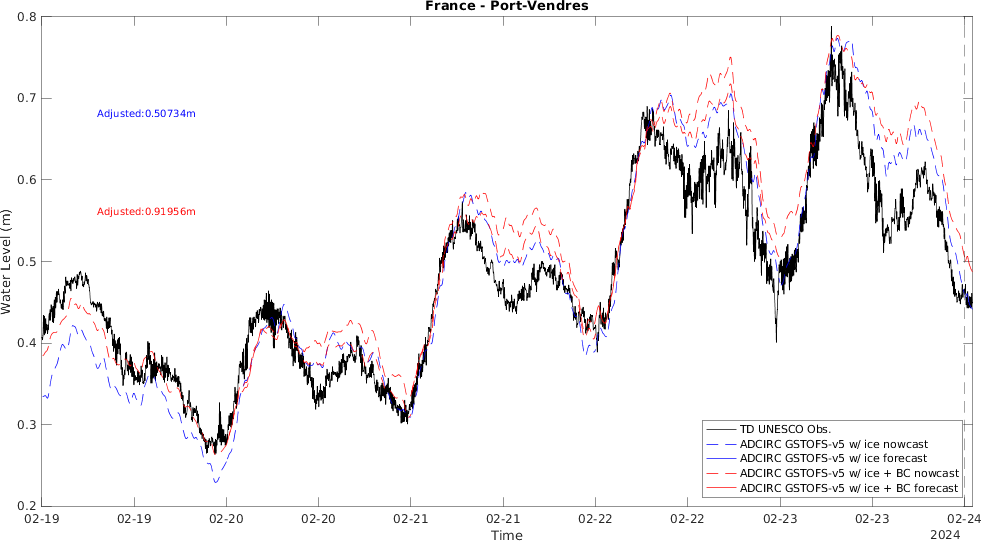 France - Port-Vendres
0.8
0.7
0.6
0.5
0.4
0.3
0.2
Water Level (m)
Adjusted:0.50734m
Adjusted:0.91956m
TD UNESCO Obs.
ADCIRC GSTOFS-v5 w/ ice nowcast
ADCIRC GSTOFS-v5 w/ ice forecast
ADCIRC GSTOFS-v5 w/ ice + BC nowcast
ADCIRC GSTOFS-v5 w/ ice + BC forecast
02-19 02-19 02-20 02-20 02-21 02-21 02-22 02-22 02-23 02-23 02-24
Time
2024